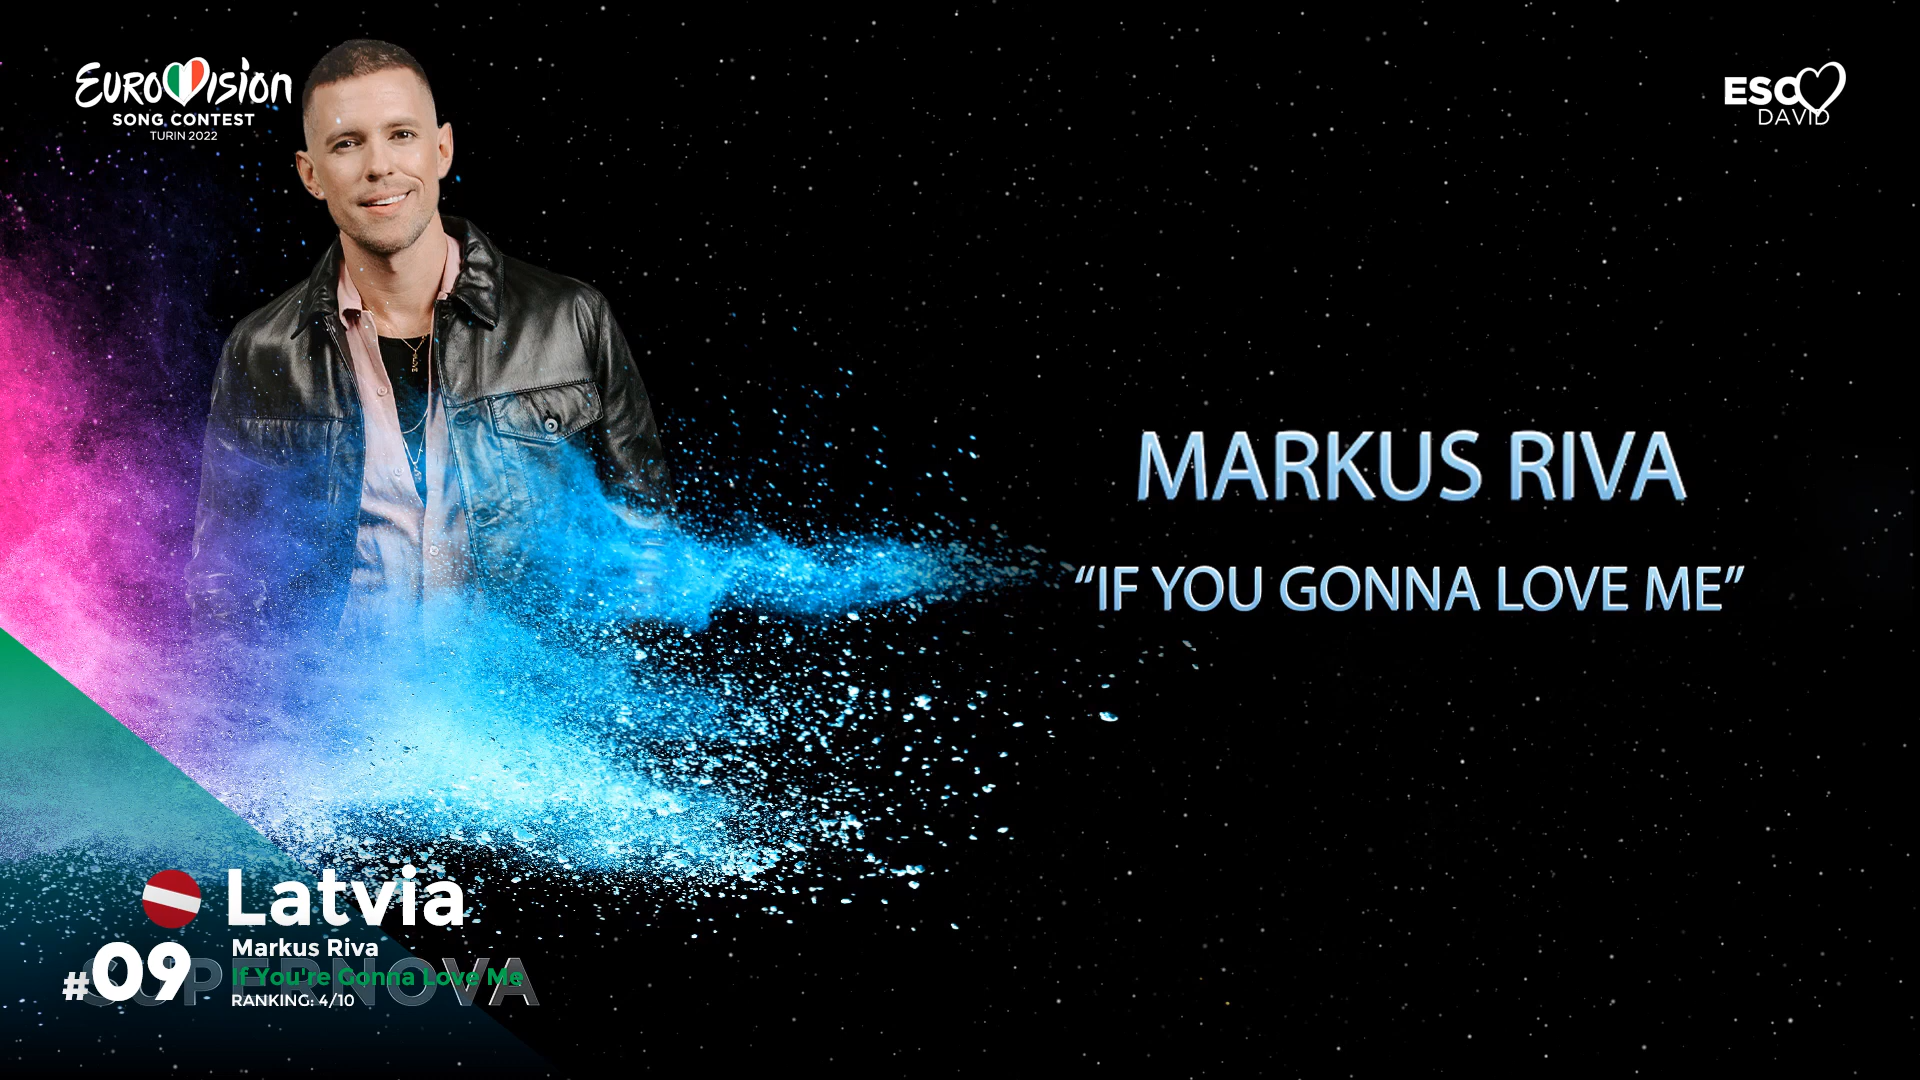 EUROVISION
SONG CONTEST
TURIN 2022
ESC
DAVID
MARKUS RIVA
“IF YOU GONNA LOVE ME”
Latvia
#09
Markus Riva
If You're Gonna Love Me
SUPERNOVA
RANKING: 4/10